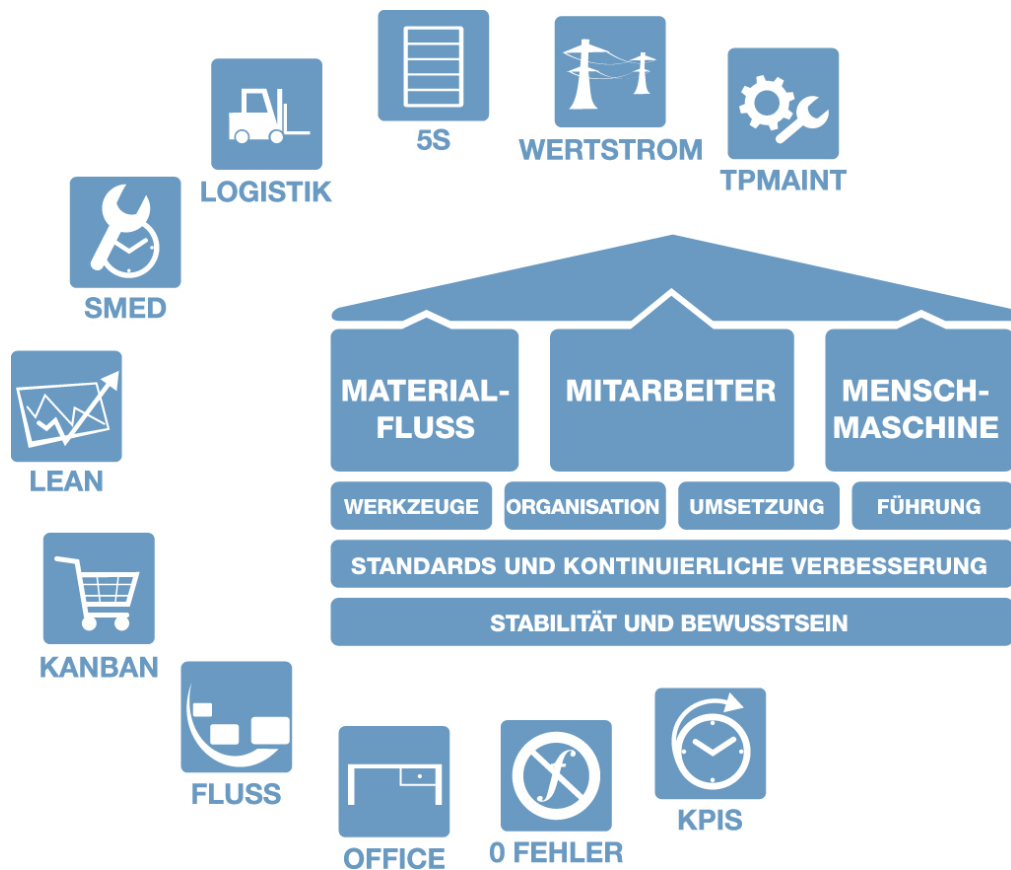 5S
WERTSTROM
TPMAINT
LOGISTIK
SMED
LEAN
KANBAN
FLUSS
OFFICE
0 FEHLER
KPIS
MATERIAL-
FLUSS
MITARBEITER
MENSCH-
MASCHINE
WERKZEUGE
ORGANISATION
UMSETZUNG
FÜHRUNG
STANDARDS UND KONTINUIERLICHE VERBESSERUNG
STABILITÄT UND BEWUSSTSEIN
f